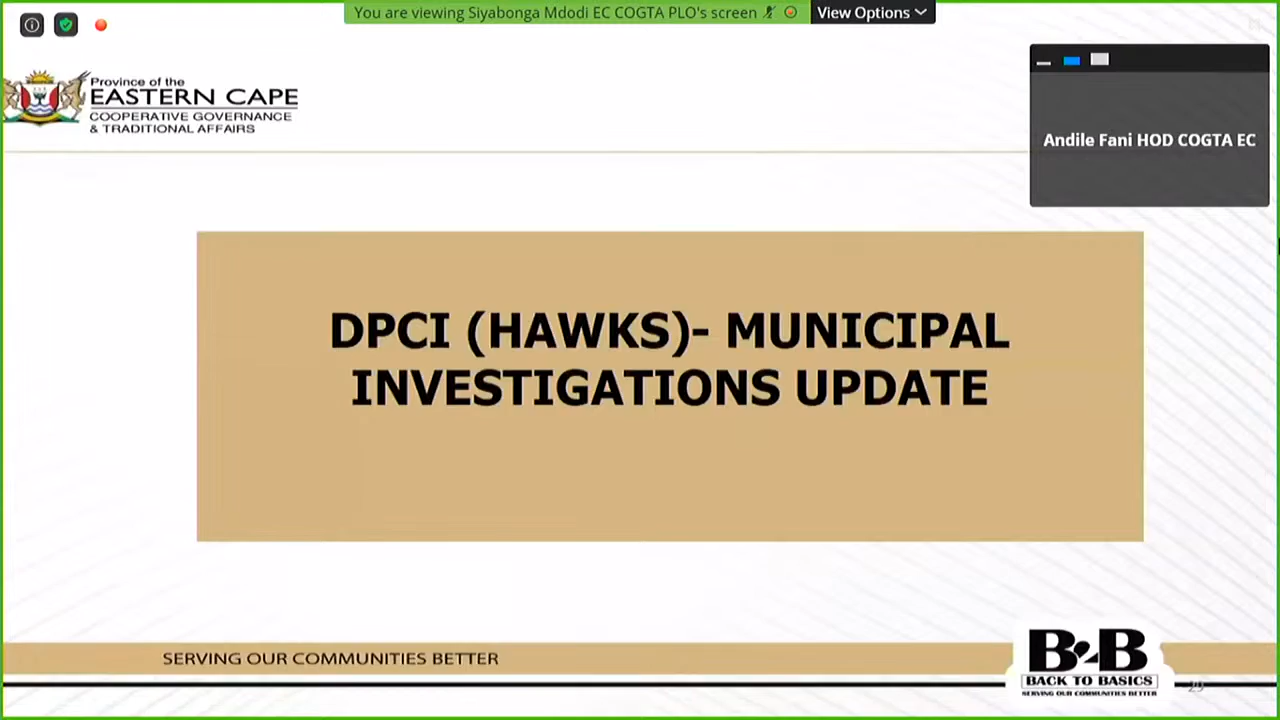 You are viewing Siyabonga Mdodi EC COGTA PLO's screen
View Options
Province of the
EASTERN CAPE
COOPERATIVE GOVERNANCE
& TRADITIONAL AFFAIRS
Andile Fani HOD COGTA EC
DPCI (HAWKS)- MUNICIPAL
INVESTIGATIONS UPDATE
SERVING OUR COMMUNITIES BETTER
B2B
BACK TO BASICS
SERVING OUR COMMUNITIES BETTER
29